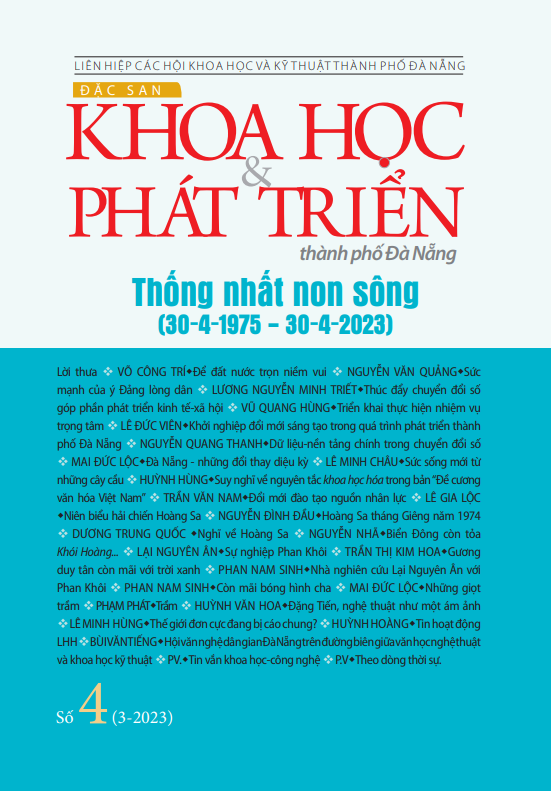 LIÊN HIỆP CÁC HỘI KHOA HỌC VÀ KỸ THUẬT THÀNH PHỐ ĐÀ NẴNG
ĐẶC SAN
KHOA HỌC
&
PHÁT TRIỂN
thành phố Đà Nẵng
Thống nhất non sông
(30-4-1975 – 30-4-2023)
Lời thưa ❖ VÕ CÔNG TRÍ◆Để đất nước trọn niềm vui ❖ NGUYỄN VĂN QUẢNG◆Sức
mạnh của ý Đảng lòng dân ❖ LƯƠNG NGUYỄN MINH TRIẾT◆Thúc đẩy chuyển đổi số
góp phần phát triển kinh tế-xã hội ❖ VŨ QUANG HÙNG◆Triển khai thực hiện nhiệm vụ
trọng tâm ❖ LÊ ĐỨC VIÊN◆Khởi nghiệp đổi mới sáng tạo trong quá trình phát triển thành
phố Đà Nẵng ❖ NGUYỄN QUANG THANH◆Dữ liệu-nền tảng chính trong chuyển đổi số
❖ MAI ĐỨC LỘC◆Đà Nẵng - những đổi thay diệu kỳ ❖ LÊ MINH CHÂU◆Sức sống mới từ
những cây cầu ❖ HUỲNH HÙNG◆Suy nghĩ về nguyên tắc khoa học hóa trong bản “Đề cương
văn hóa Việt Nam” ❖ TRẦN VĂN NAM◆Đổi mới đào tạo nguồn nhân lực ❖ LÊ GIA LỘC
◆Niên biểu hải chiến Hoàng Sa ❖ NGUYỄN ĐÌNH ĐẦU◆Hoàng Sa tháng Giêng năm 1974
❖ DƯƠNG TRUNG QUỐC ◆Nghĩ về Hoàng Sa ❖ NGUYỄN NHÃ◆Biển Đông còn tỏa
Khói Hoàng... ❖ LẠI NGUYÊN ÂN◆Sự nghiệp Phan Khôi ❖ TRẦN THỊ KIM HOA◆Gương
duy tân còn mãi với trời xanh ❖ PHAN NAM SINH◆Nhà nghiên cứu Lại Nguyên Ân với
Phan Khôi ❖ PHAN NAM SINH◆Còn mãi bóng hình cha ❖ MAI ĐỨC LỘC◆Những giọt
trầm ❖ PHẠM PHÁT◆Trầm ❖ HUỲNH VĂN HOA◆Đặng Tiến, nghệ thuật như một ám ảnh
❖ LÊ MINH HÙNG◆Thế giới đơn cực đang bị cáo chung? ❖ HUỲNH HOÀNG◆Tin hoạt động
LHH ❖ BÙI VĂN TIẾNG◆Hội văn nghệ dân gian Đà Nẵng trên đường biên giữa văn học nghệ thuật
và khoa học kỹ thuật ❖ PV.◆Tin vắn khoa học-công nghệ ❖ P.V◆Theo dòng thời sự.
Số 4 (3-2023)